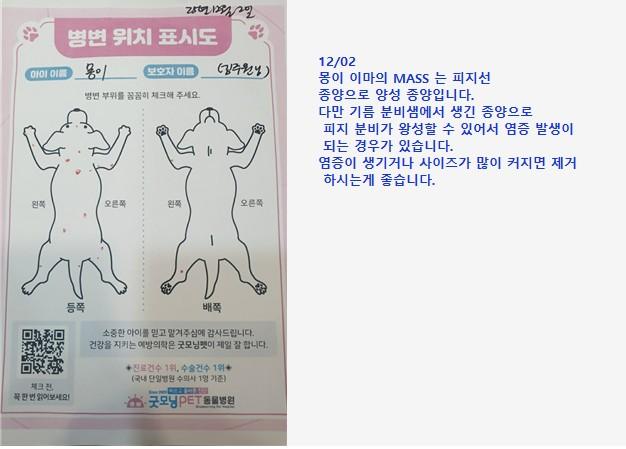 25년 12월 2일
병변 위치 표시도
아이 이름 몽이 보호자 이름
병변 부위를 꼼꼼히 체크해 주세요.
왼쪽 오른쪽 왼쪽 오른쪽
등쪽 배쪽
소중한 아이를 믿고 맡겨주심에 감사드립니다.
건강을 지키는 예방의학은 굿모닝펫이 제일 잘 합니다.
진료건수 1위, 수술건수 1위
(국내 단일병원 수의사 1명 기준)
체크 전,
꼭 한 번 읽어보세요!
굿모닝PET동물병원
12/02
몽이 이마의 MASS 는 피지선
종양으로 양성 종양입니다.
다만 기름 분비샘에서 생긴 종양으로
피지 분비가 왕성할 수 있어서 염증 발생이
되는 경우가 있습니다.
염증이 생기거나 사이즈가 많이 커지면 제거
하시는게 좋습니다.